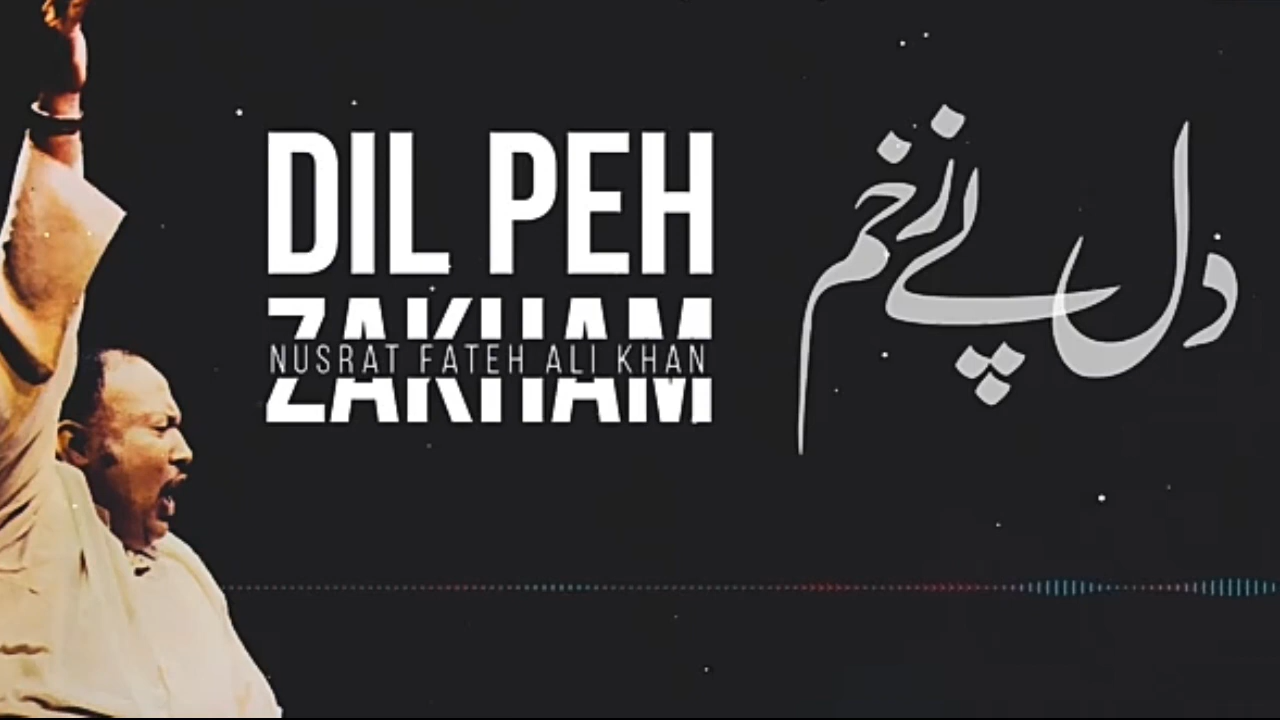 DIL PEH
ZAKHAM
NUSRAT FATEH ALI KHAN
دل پے زخم